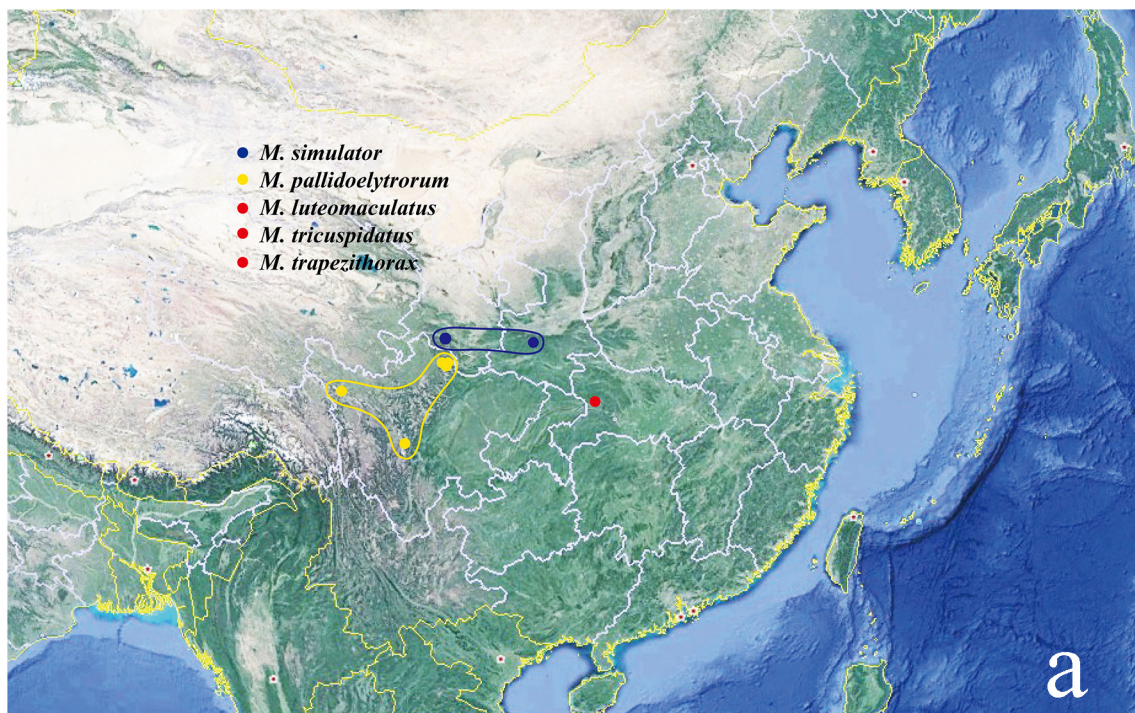 M. simulator
M. pallidoelytrorum
M. luteomaculatus
M. tricuspidatus
M. trapezithorax
a